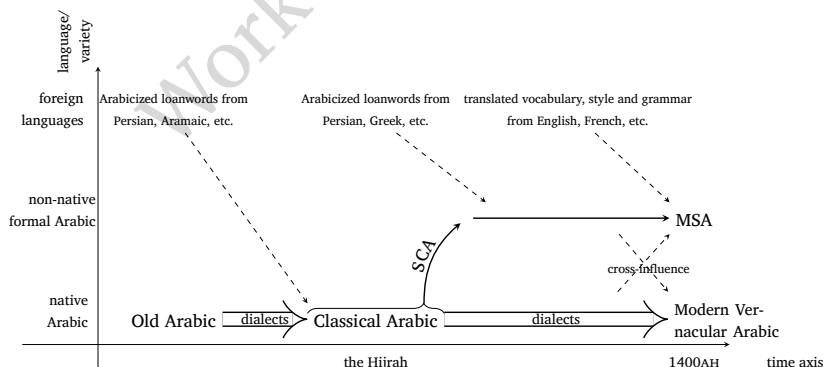 language/
variety
Work
foreign
languages
Arabicized loanwords from
Persian, Aramaic, etc.
Arabicized loanwords from
Persian, Greek, etc.
translated vocabulary, style and grammar
from English, French, etc.
non-native
formal Arabic
MSA
SCA
cross-influence
native
Arabic
Old Arabic
dialects
Classical Arabic
dialects
Modern Ver-
nacular Arabic
the Hijrah
1400AH
time axis